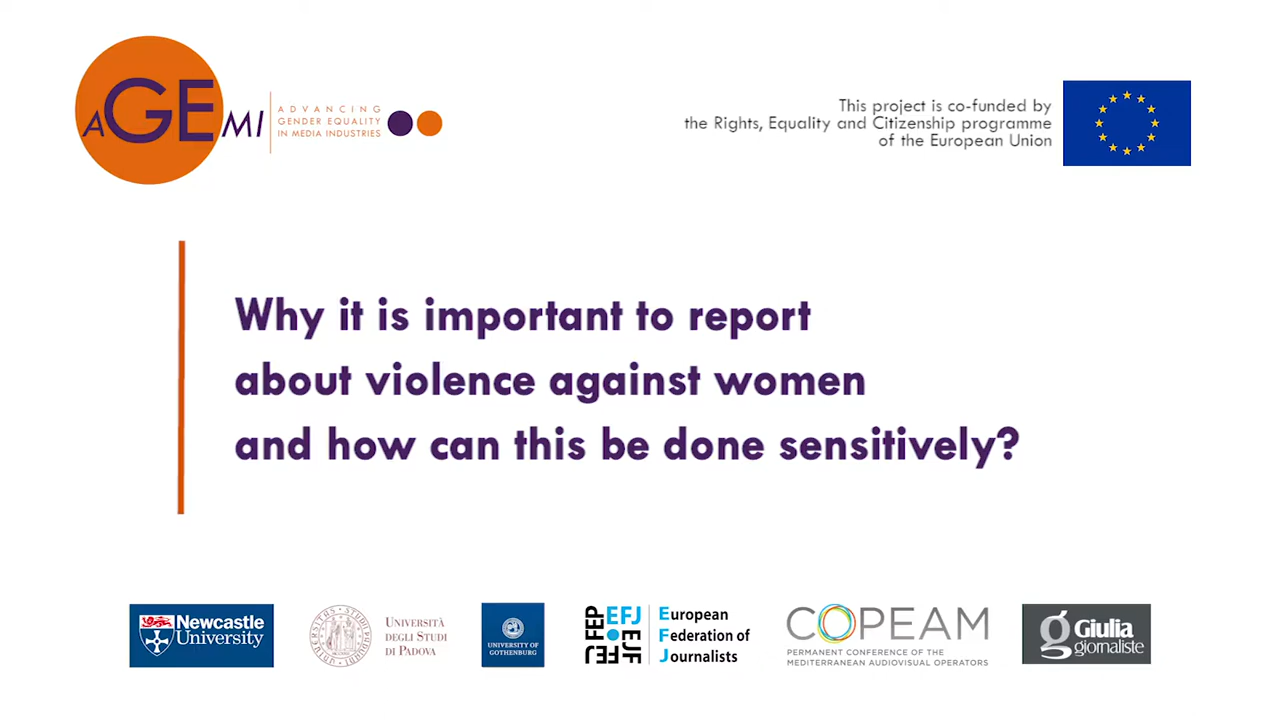 AGEMI
ADVANCING
GENDER EQUALITY
IN MEDIA INDUSTRIES
This project is co-funded by
the Rights, Equality and Citizenship programme
of the European Union
Why it is important to report
about violence against women
and how can this be done sensitively?
Newcastle
University
UNIVERSITÀ
DEGLI STUDI
DI PADOVA
UNIVERSITY OF
GOTHENBURG
FEP
EFJ
EJF
FEJ
European
Federation of
Journalists
E
F
J
COPEAM
PERMANENT CONFERENCE OF THE
MEDITERRANEAN AUDIOVISUAL OPERATORS
g Giulia
giornaliste